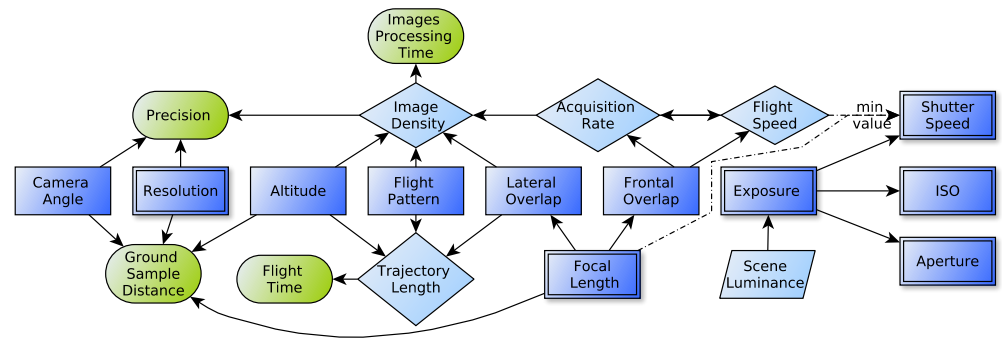 Images
Processing
Time
Precision
Image
Density
Acquisition
Rate
Flight
Speed
min
value
Shutter
Speed
Camera
Angle
Resolution
Altitude
Flight
Pattern
Lateral
Overlap
Frontal
Overlap
Exposure
ISO
Ground
Sample
Distance
Flight
Time
Trajectory
Length
Focal
Length
Scene
Luminance
Aperture